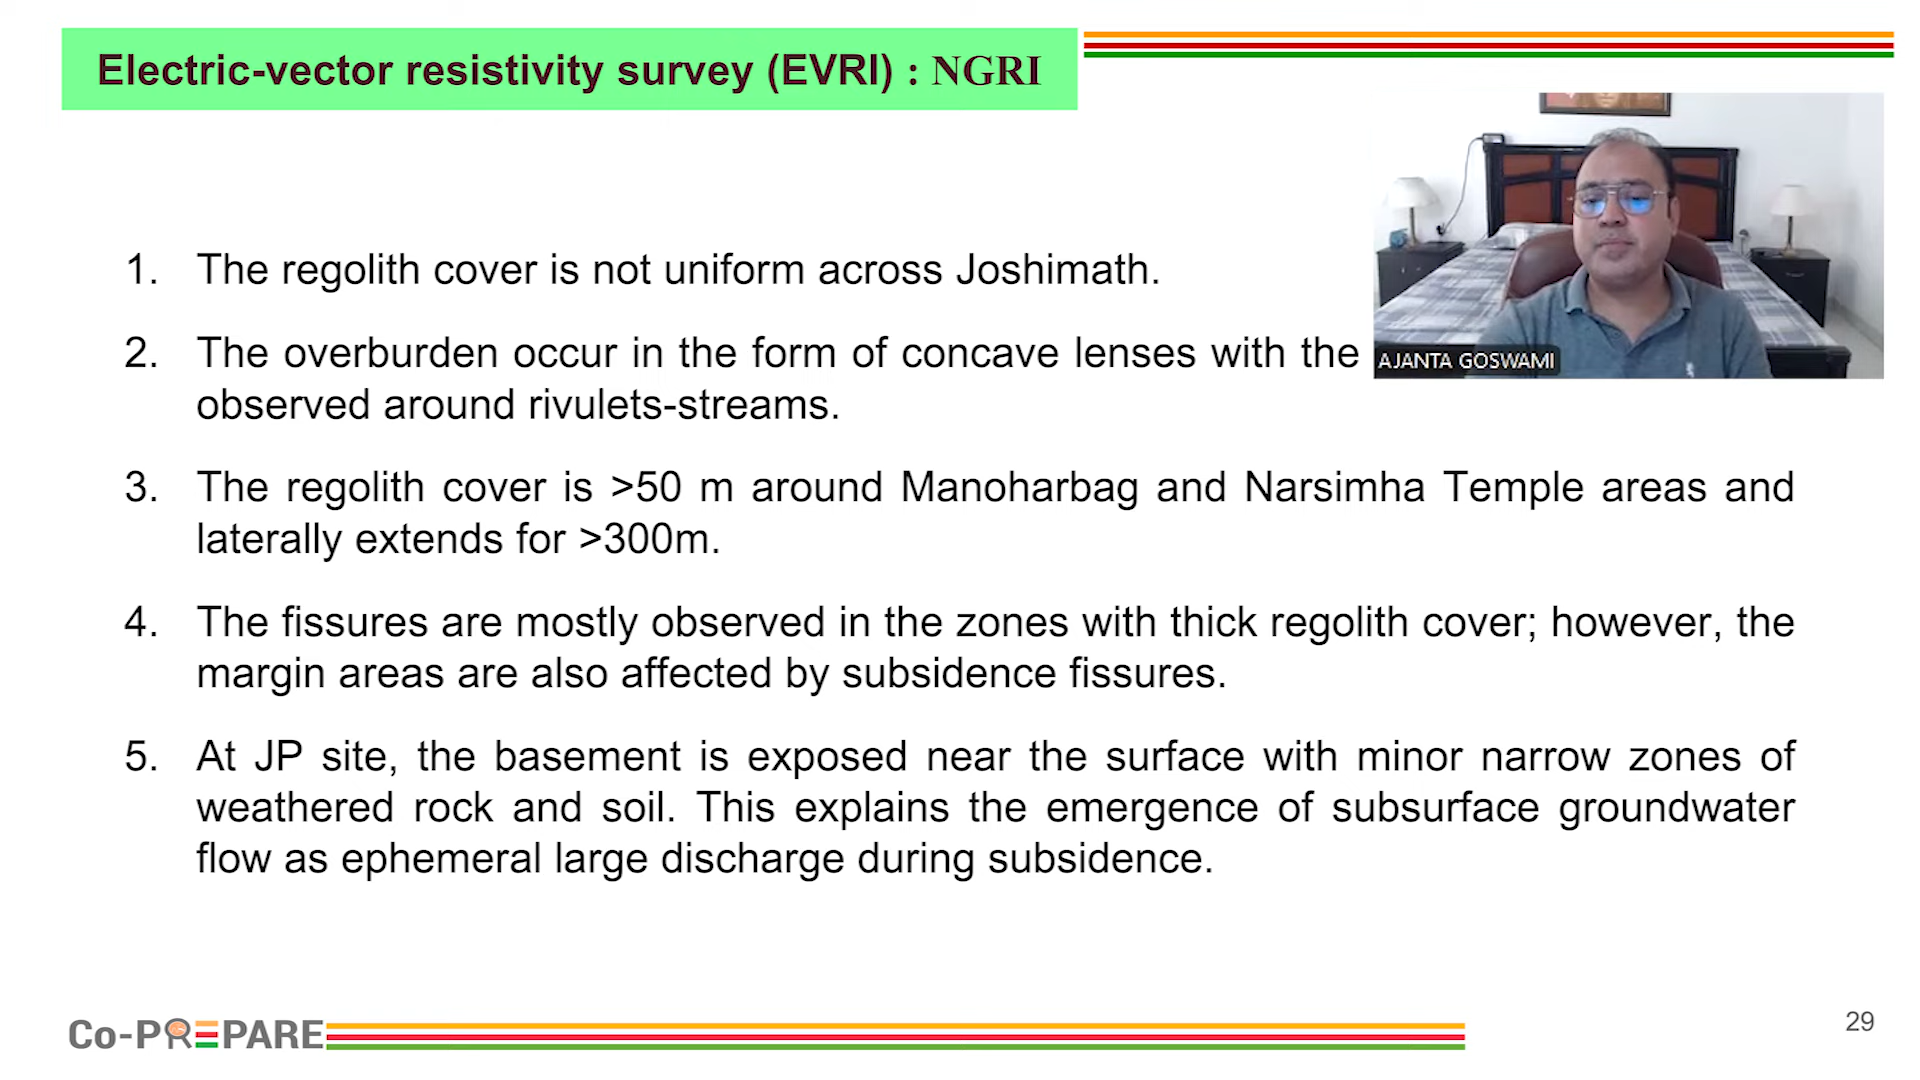 Electric-vector resistivity survey (EVRI) : NGRI
AJANTA GOSWAMI
1. The regolith cover is not uniform across Joshimath.
2. The overburden occur in the form of concave lenses with the
observed around rivulets-streams.
3. The regolith cover is >50 m around Manoharbag and Narsimha Temple areas and
laterally extends for >300m.
4. The fissures are mostly observed in the zones with thick regolith cover; however, the
margin areas are also affected by subsidence fissures.
5. At JP site, the basement is exposed near the surface with minor narrow zones of
weathered rock and soil. This explains the emergence of subsurface groundwater
flow as ephemeral large discharge during subsidence.
Co-PREPARE
29